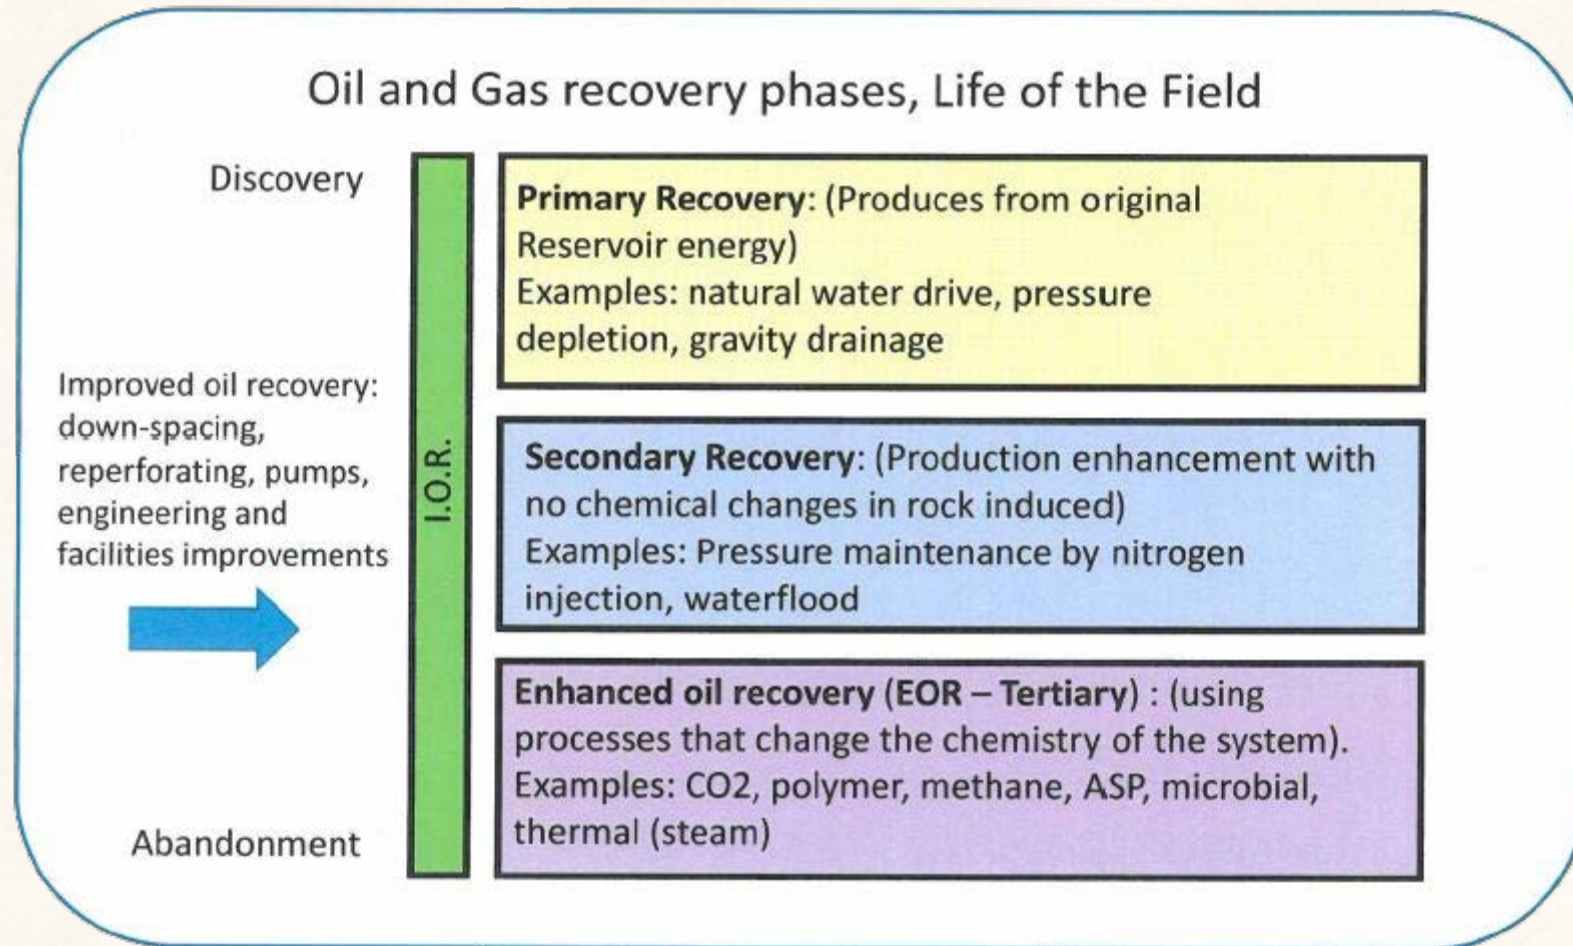 Oil and Gas recovery phases, Life of the Field
Discovery
Primary Recovery: (Produces from original
Reservoir energy)
Examples: natural water drive, pressure
depletion, gravity drainage
Improved oil recovery:
down-spacing,
reperforating, pumps,
engineering and
facilities improvements
I.O.R.
Secondary Recovery: (Production enhancement with
no chemical changes in rock induced)
Examples: Pressure maintenance by nitrogen
injection, waterflood
Enhanced oil recovery (EOR – Tertiary) : (using
processes that change the chemistry of the system).
Examples: CO2, polymer, methane, ASP, microbial,
thermal (steam)
Abandonment